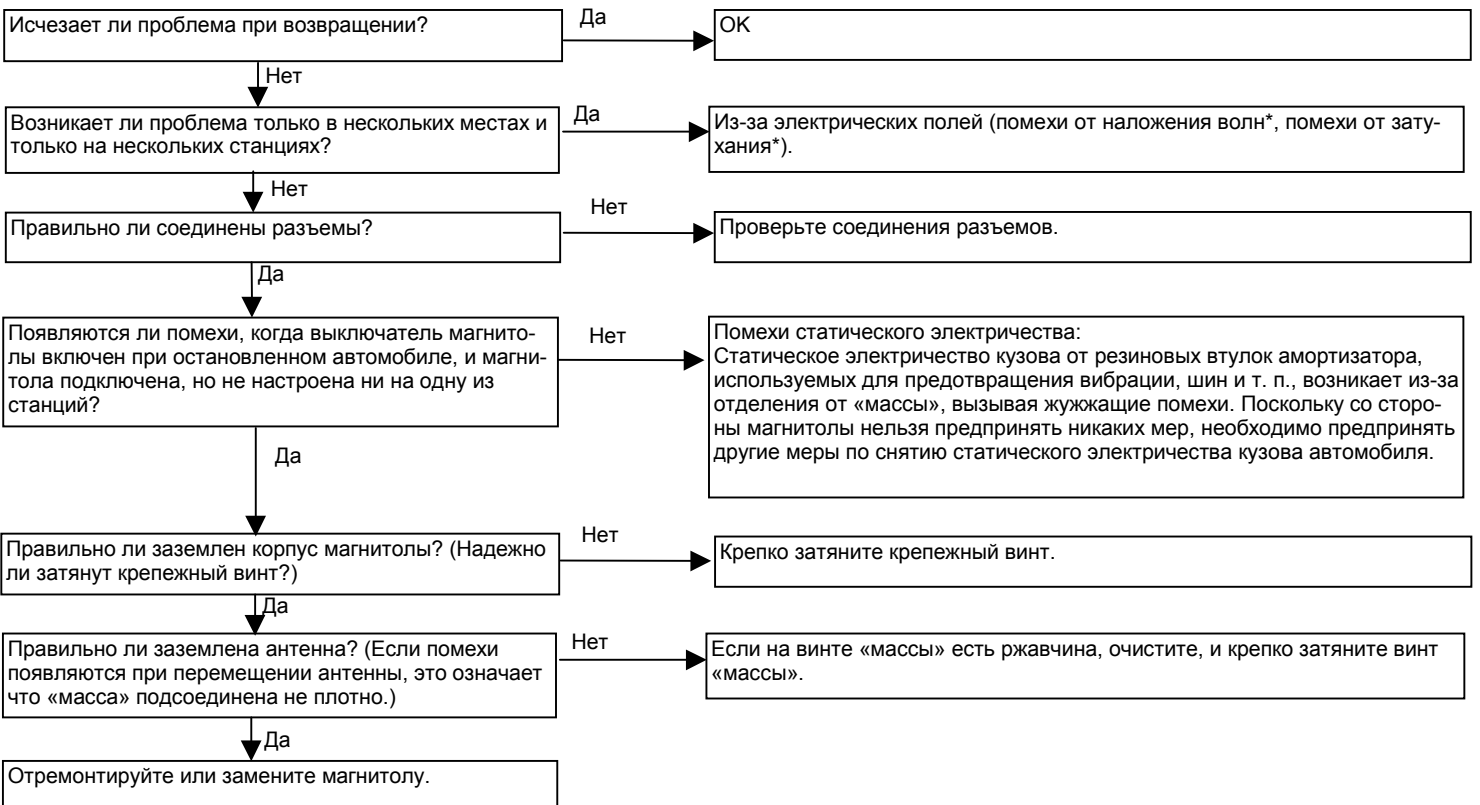 Исчезает ли проблема при возвращении?
Да
OK
Нет
Возникает ли проблема только в нескольких местах и
только на нескольких станциях?
Да
Из-за электрических полей (помехи от наложения волн*, помехи от зату-
хания*).
Нет
Правильно ли соединены разъемы?
Нет
Проверьте соединения разъемов.
Да
Появляются ли помехи, когда выключатель магнито-
лы включен при остановленном автомобиле, и магни-
тола подключена, но не настроена ни на одну из
станций?
Нет
Помехи статического электричества:
Статическое электричество кузова от резиновых втулок амортизатора,
используемых для предотвращения вибрации, шин и т. п., возникает из-за
отделения от «массы», вызывая жужжащие помехи. Поскольку со сторо-
ны магнитолы нельзя предпринять никаких мер, необходимо предпринять
другие меры по снятию статического электричества кузова автомобиля.
Да
Правильно ли заземлен корпус магнитолы? (Надежно
ли затянут крепежный винт?)
Нет
Крепко затяните крепежный винт.
Да
Правильно ли заземлена антенна? (Если помехи
появляются при перемещении антенны, это означает
что «масса» подсоединена не плотно.)
Нет
Если на винте «массы» есть ржавчина, очистите, и крепко затяните винт
«массы».
Да
Отремонтируйте или замените магнитолу.